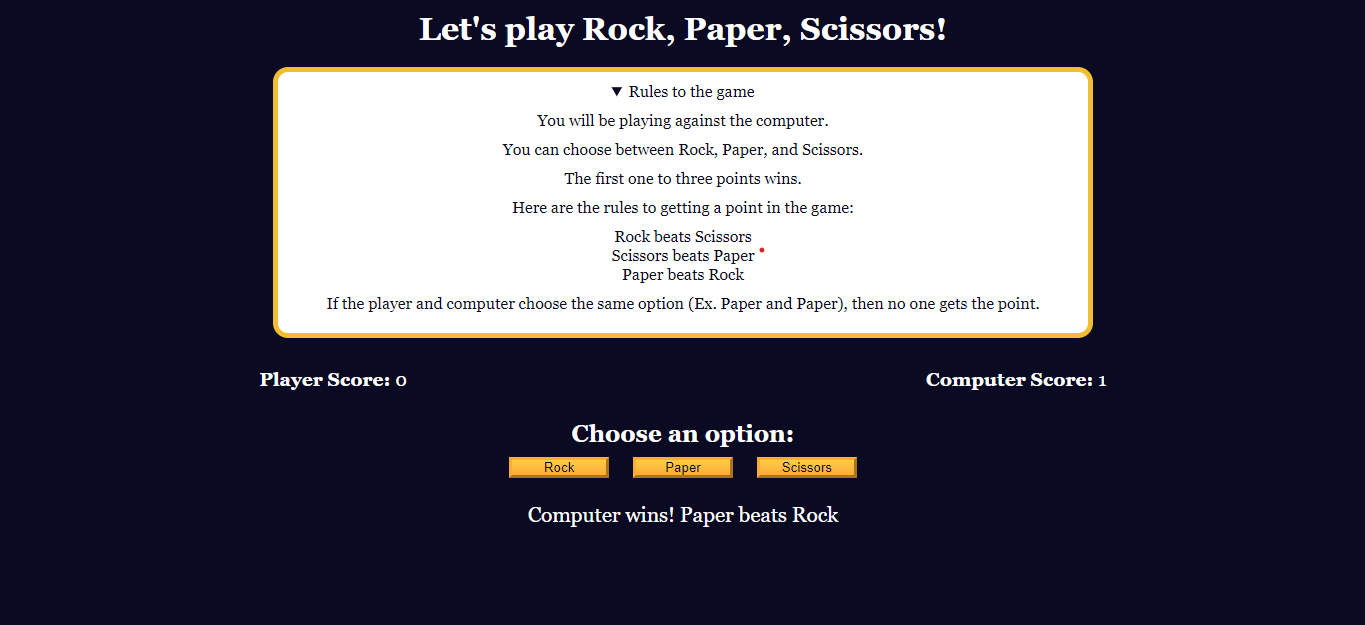 Let's play Rock, Paper, Scissors!
▼ Rules to the game
You will be playing against the computer.
You can choose between Rock, Paper, and Scissors.
The first one to three points wins.
Here are the rules to getting a point in the game:
Rock beats Scissors
Scissors beats Paper
Paper beats Rock
If the player and computer choose the same option (Ex. Paper and Paper), then no one gets the point.
Player Score: 0
Computer Score: 1
Choose an option:
Rock Paper Scissors
Computer wins! Paper beats Rock